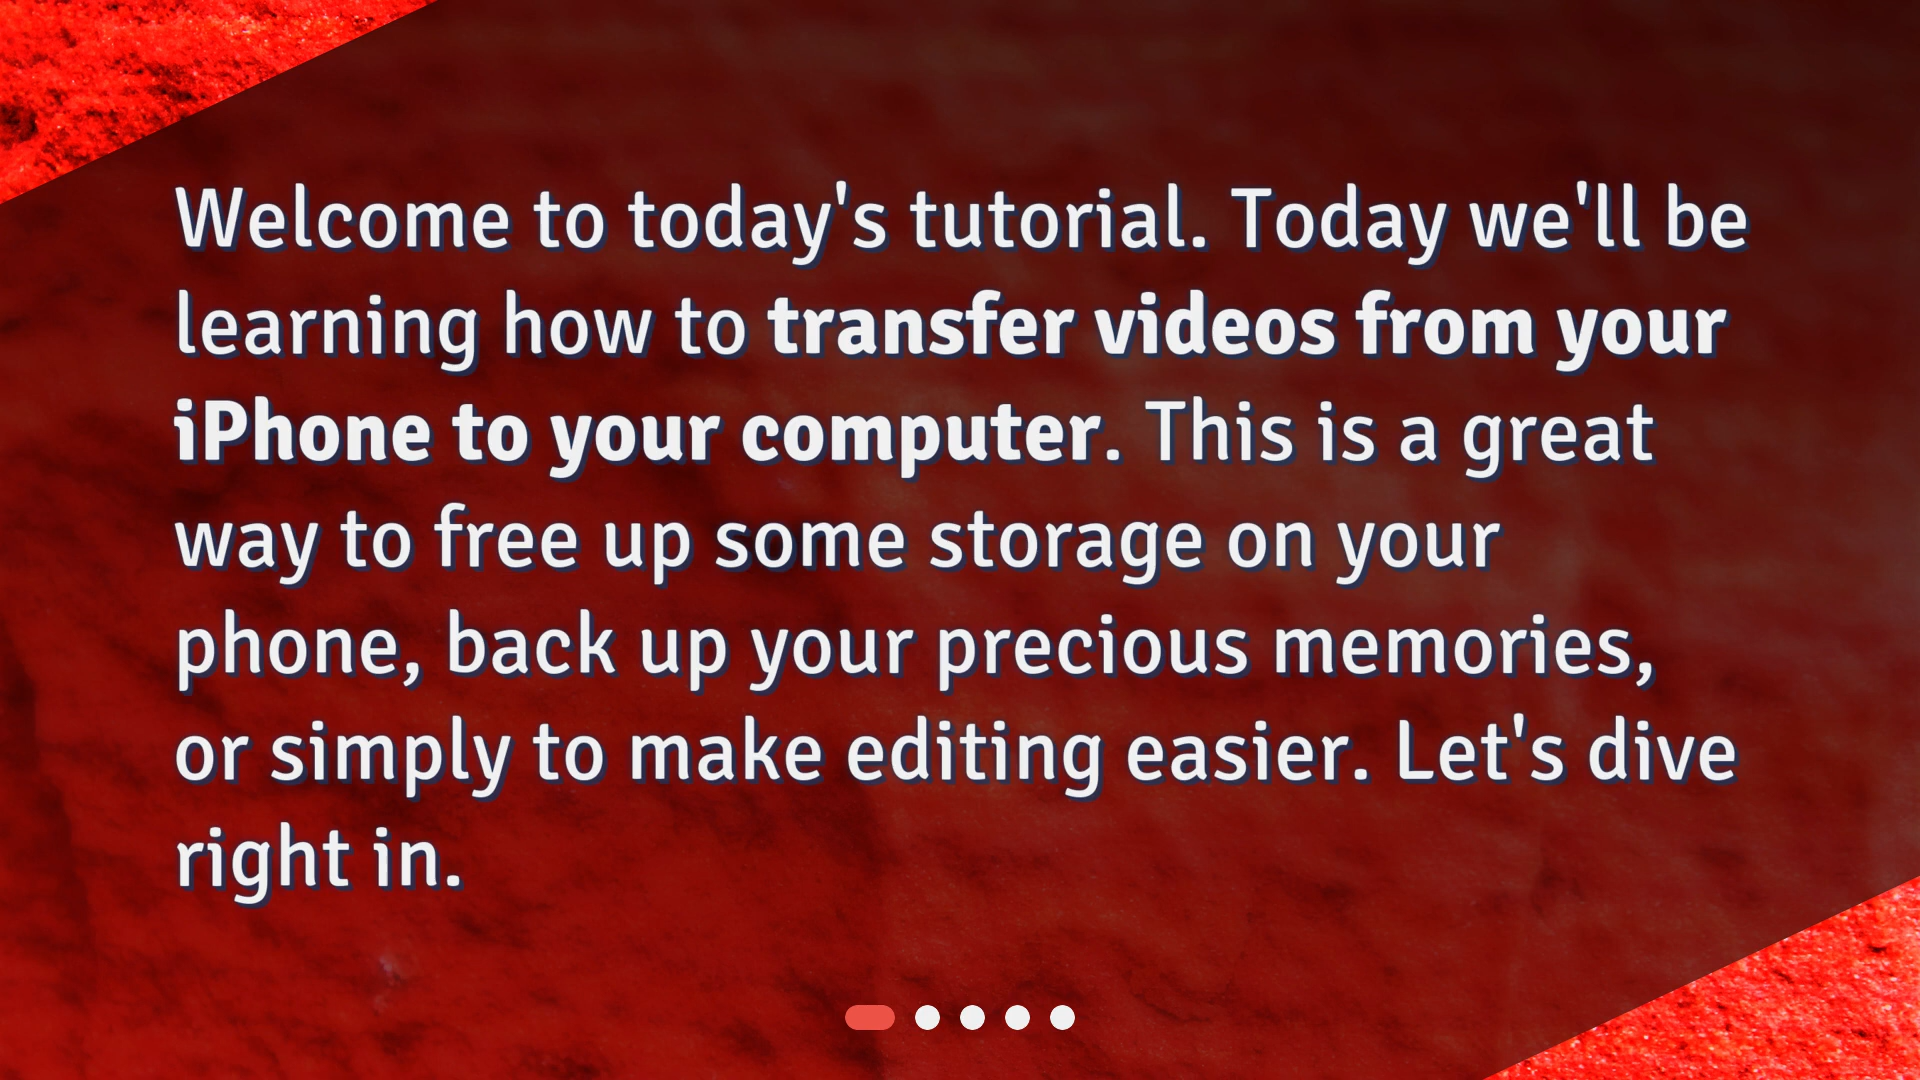 Welcome to today's tutorial. Today we'll be
learning how to transfer videos from your
iPhone to your computer. This is a great
way to free up some storage on your
phone, back up your precious memories,
or simply to make editing easier. Let's dive
right in.